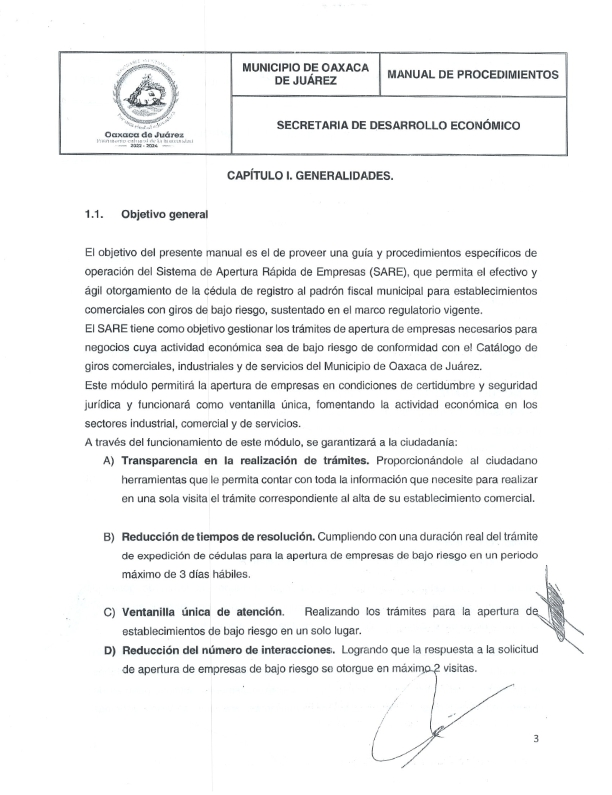 MUNICIPIO DE OAXACA
DE JUÁREZ
MANUAL DE PROCEDIMIENTOS
Oaxaca de Juárez
2022 - 2024
SECRETARIA DE DESARROLLO ECONÓMICO
CAPÍTULO I. GENERALIDADES.
1.1. Objetivo general
El objetivo del presente manual es el de proveer una guía y procedimientos específicos de
operación del Sistema de Apertura Rápida de Empresas (SARE), que permita el efectivo y
ágil otorgamiento de la cédula de registro al padrón fiscal municipal para establecimientos
comerciales con giros de bajo riesgo, sustentado en el marco regulatorio vigente.
El SARE tiene como objetivo gestionar los trámites de apertura de empresas necesarios para
negocios cuya actividad económica sea de bajo riesgo de conformidad con el Catálogo de
giros comerciales, industriales y de servicios del Municipio de Oaxaca de Juárez.
Este módulo permitirá la apertura de empresas en condiciones de certidumbre y seguridad
jurídica y funcionará como ventanilla única, fomentando la actividad económica en los
sectores industrial, comercial y de servicios.
A través del funcionamiento de este módulo, se garantizará a la ciudadanía:
A) Transparencia en la realización de trámites. Proporcionándole al ciudadano
herramientas que le permita contar con toda la información que necesite para realizar
en una sola visita el trámite correspondiente al alta de su establecimiento comercial.
B) Reducción de tiempos de resolución. Cumpliendo con una duración real del trámite
de expedición de cédulas para la apertura de empresas de bajo riesgo en un periodo
máximo de 3 días hábiles.
C) Ventanilla única de atención. Realizando los trámites para la apertura de
establecimientos de bajo riesgo en un solo lugar.
D) Reducción del número de interacciones. Logrando que la respuesta a la solicitud
de apertura de empresas de bajo riesgo se otorgue en máximo 2 visitas.
3